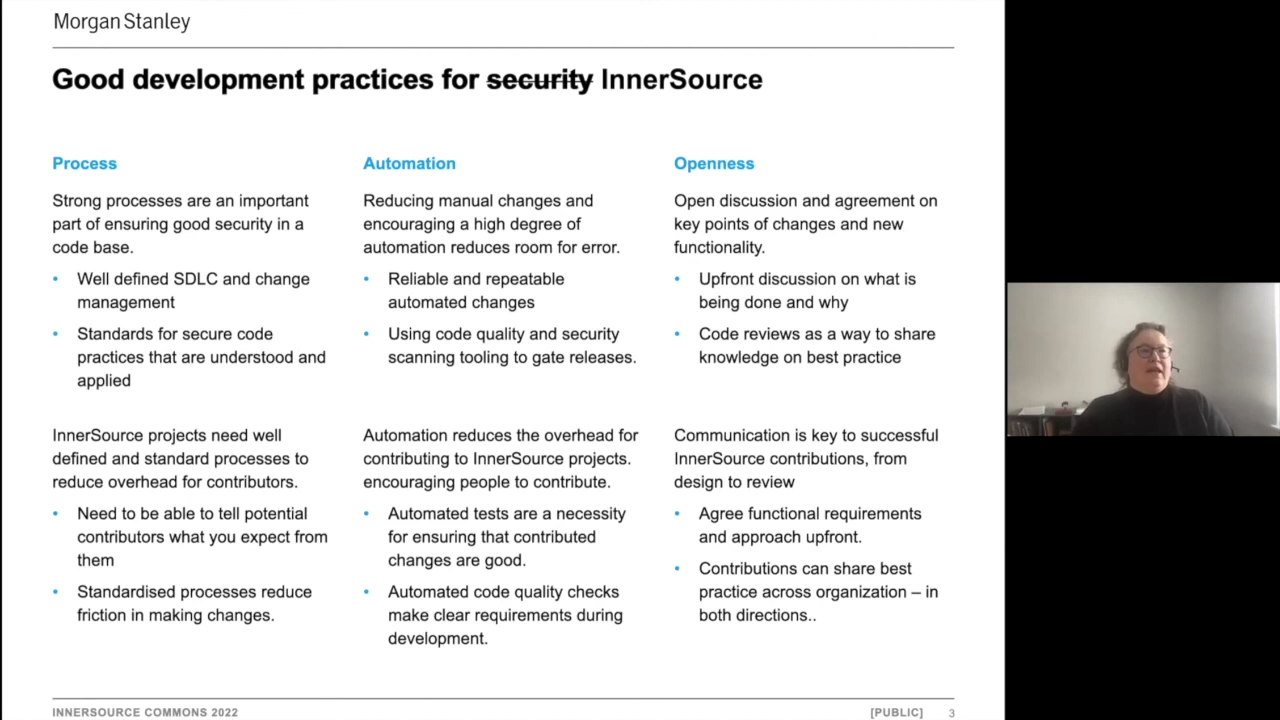 Morgan Stanley
Good development practices for security InnerSource
Process
Strong processes are an important
part of ensuring good security in a
code base.
• Well defined SDLC and change
management
• Standards for secure code
practices that are understood and
applied
InnerSource projects need well
defined and standard processes to
reduce overhead for contributors.
• Need to be able to tell potential
contributors what you expect from
them
• Standardised processes reduce
friction in making changes.
Automation
Reducing manual changes and
encouraging a high degree of
automation reduces room for error.
• Reliable and repeatable
automated changes
• Using code quality and security
scanning tooling to gate releases.
Automation reduces the overhead for
contributing to InnerSource projects.
encouraging people to contribute.
• Automated tests are a necessity
for ensuring that contributed
changes are good.
• Automated code quality checks
make clear requirements during
development.
Openness
Open discussion and agreement on
key points of changes and new
functionality.
• Upfront discussion on what is
being done and why
• Code reviews as a way to share
knowledge on best practice
Communication is key to successful
InnerSource contributions, from
design to review
• Agree functional requirements
and approach upfront.
• Contributions can share best
practice across organization – in
both directions..
INNERSOURCE COMMONS 2022
[PUBLIC] 3